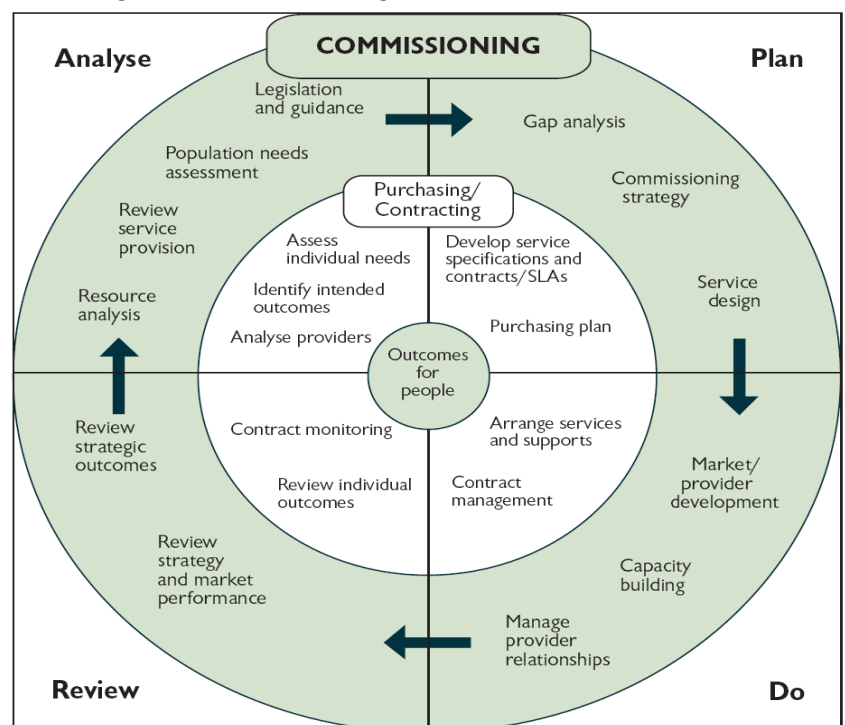 COMMISSIONING
Analyse
Plan
Legislation
and guidance
Gap analysis
Population needs
assessment
Commissioning
strategy
Purchasing/
Contracting
Review
service
provision
Assess
individual needs
Develop service
specifications and
contracts/SLAs
Identify intended
outcomes
Service
design
Resource
analysis
Analyse providers
Purchasing plan
Outcomes
for
people
Review
strategic
outcomes
Contract monitoring
Arrange services
and supports
Review individual
outcomes
Contract
management
Market/
provider
development
Review
strategy
and market
performance
Capacity
building
Manage
provider
relationships
Review
Do